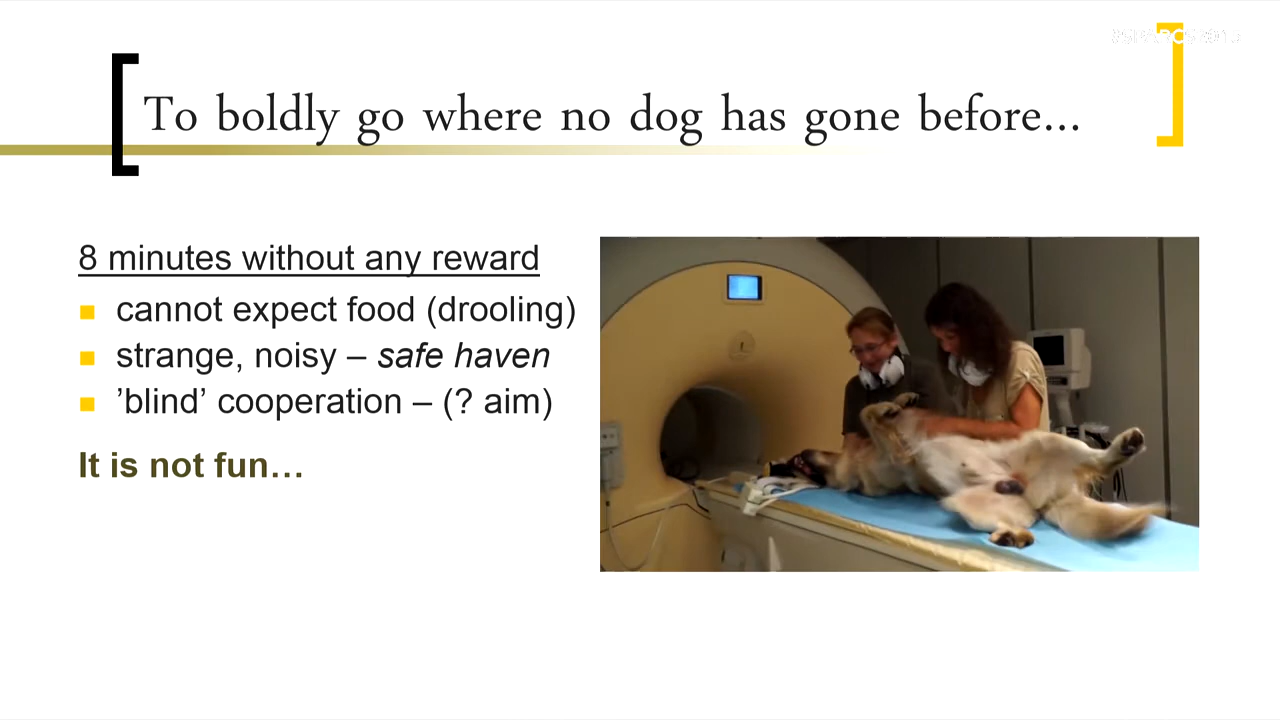 To boldly go where no dog has gone before...
8 minutes without any reward
cannot expect food (drooling)
strange, noisy – safe haven
’blind’ cooperation – (? aim)
It is not fun…